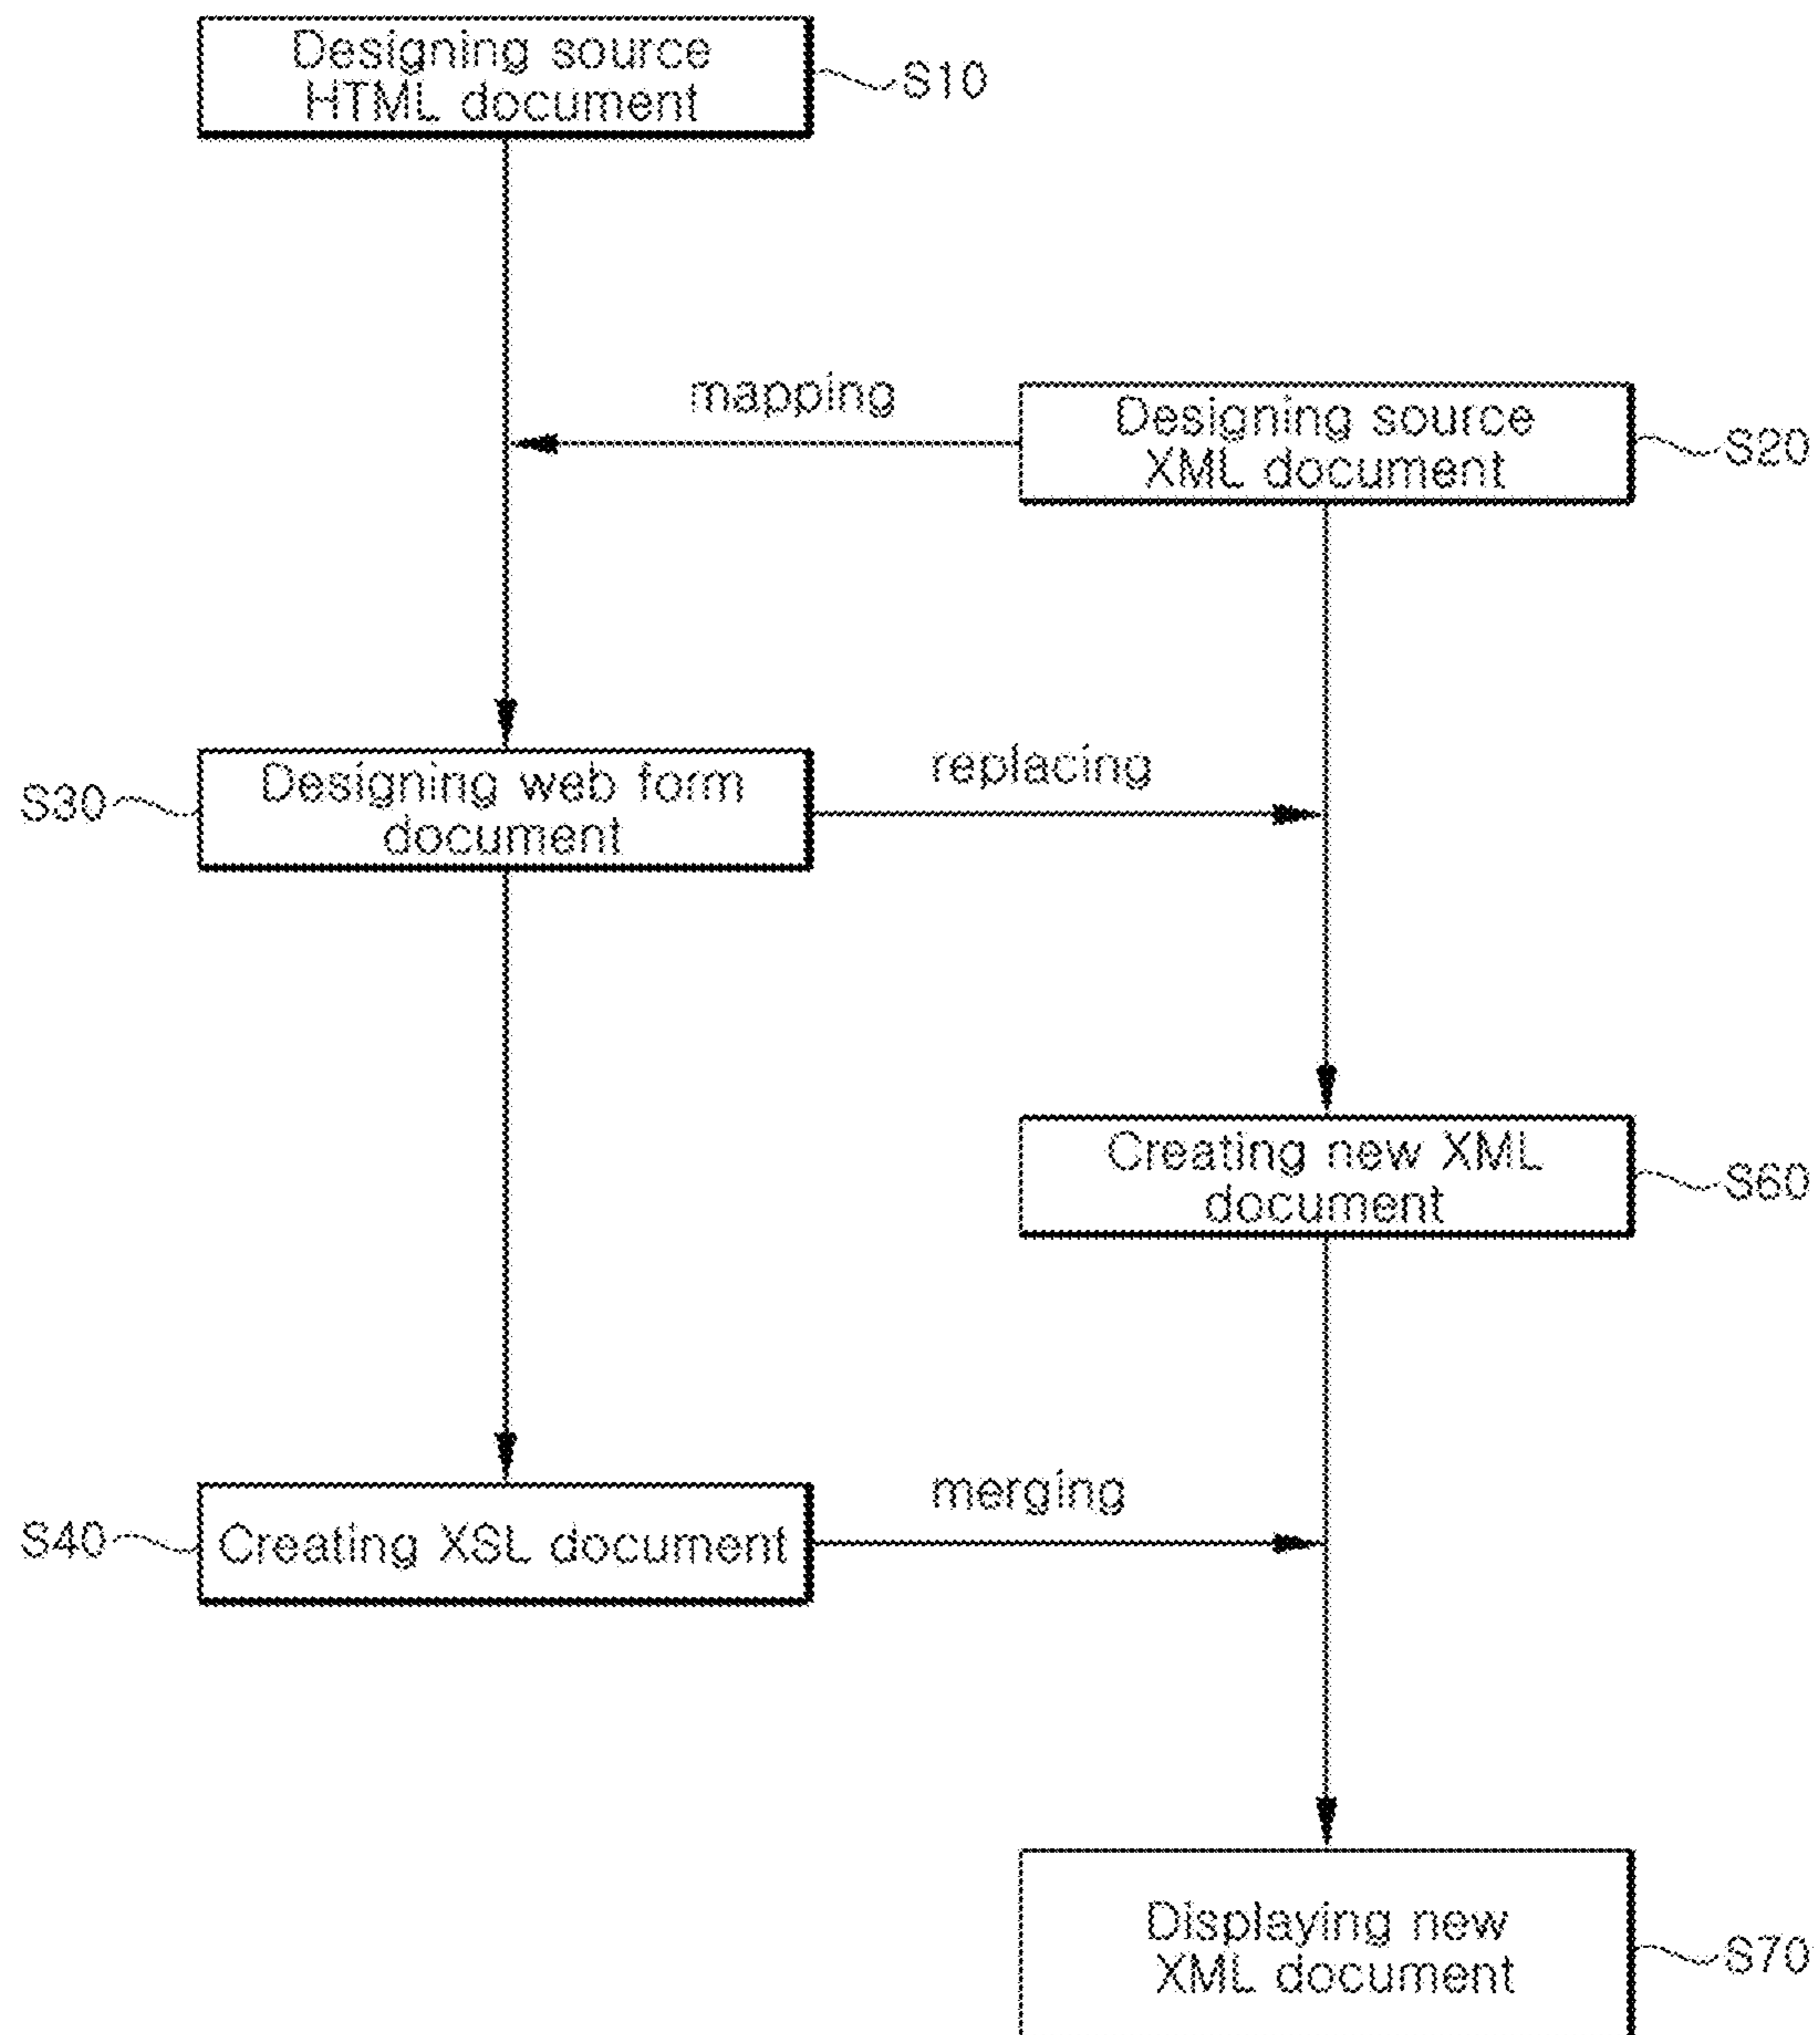 Designing source
HTML document
S10
mapping
Designing source
XML document
S20
S30
Designing web form
document
replacing
Creating new XML
document
S60
S40
Creating XSL document
merging
Displaying new
XML document
S70